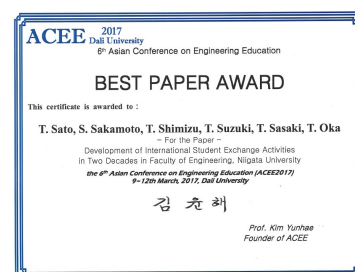 ACEE 2017
Dali University
6th Asian Conference on Engineering Education
BEST PAPER AWARD
This certificate is awarded to :
T. Sato, S. Sakamoto, T. Shimizu, T. Suzuki, T. Sasaki, T. Oka
- For the Paper -
Development of International Student Exchange Activities
in Two Decades in Faculty of Engineering, Niigata University
the 6th Asian Conference on Engineering Education (ACEE2017)
9-12th March, 2017, Dali University
김 윤 해
Prof. Kim Yunhae
Founder of ACEE